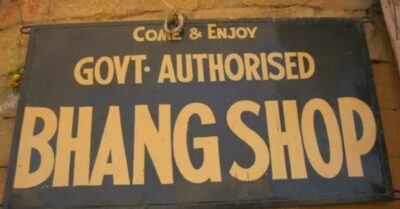 COME & ENJOY
GOVT· AUTHORISED
BHANG SHOP